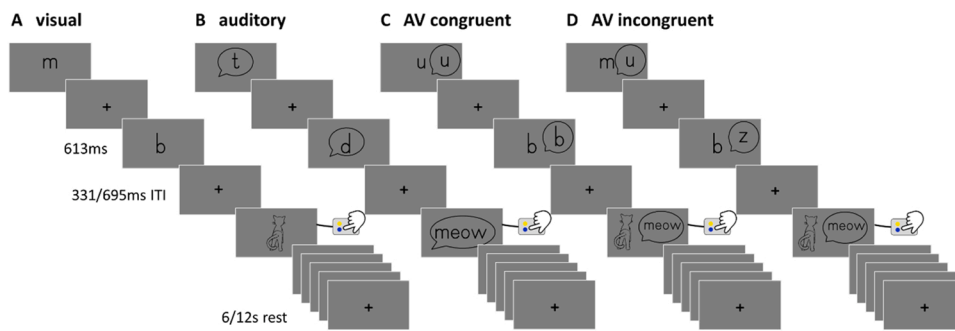 A visual
B auditory
C AV congruent
D AV incongruent
m
t
u u
m u
+
+
+
+
613ms
b
d
b b
b z
331/695ms ITI
+
+
+
+
meow
meow
meow
6/12s rest
+
+
+
+